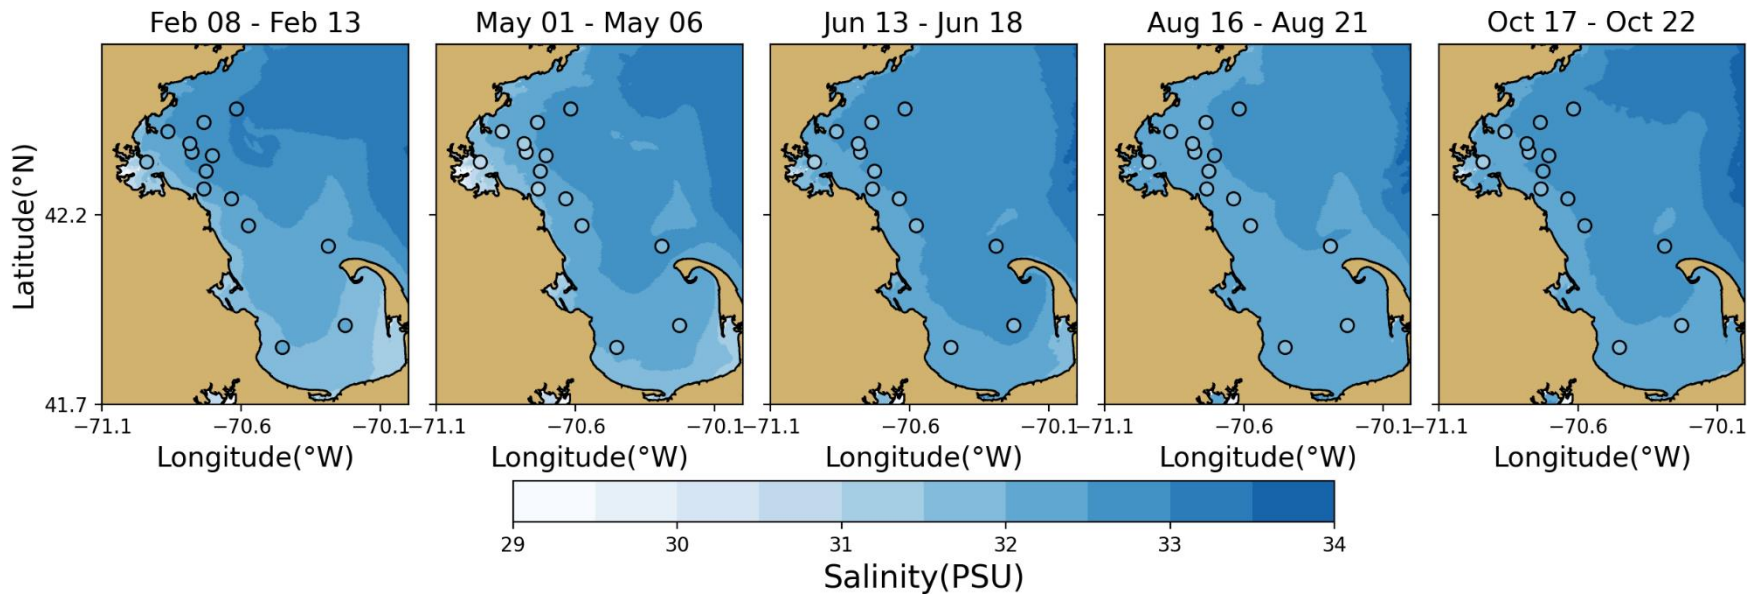 Feb 08 - Feb 13 May 01 - May 06 Jun 13 - Jun 18 Aug 16 - Aug 21 Oct 17 - Oct 22
Latitude(°N)
42.2
41.7
−71.1 −70.6 −70.1 −71.1 −70.6 −70.1 −71.1 −70.6 −70.1 −71.1 −70.6 −70.1 −71.1 −70.6 −70.1
Longitude(°W) Longitude(°W) Longitude(°W) Longitude(°W) Longitude(°W)
29 30 31 32 33 34
Salinity(PSU)